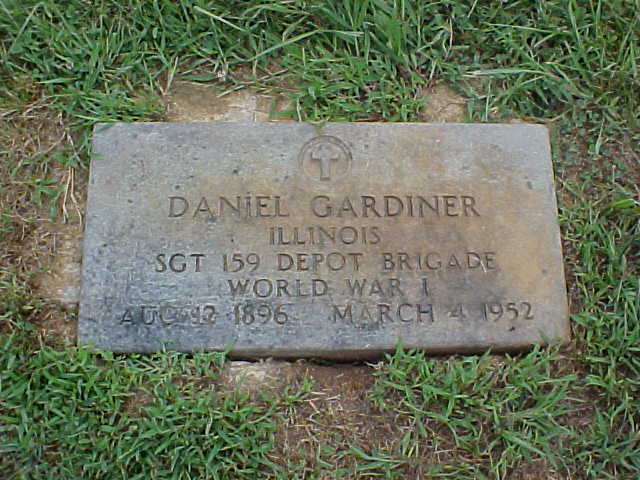 DANIEL GARDINER
ILLINOIS
SGT 159 DEPOT BRIGADE
WORLD WAR I
AUG 12 1896 MARCH 4 1952